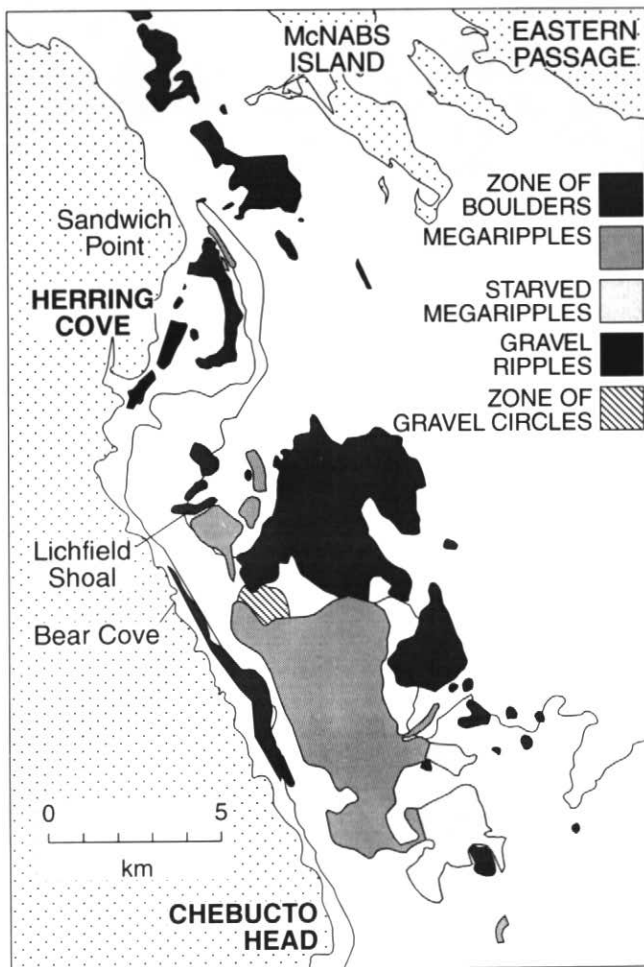 McNABS
ISLAND
EASTERN
PASSAGE
ZONE OF
BOULDERS
MEGARIPPLES
STARVED
MEGARIPPLES
GRAVEL
RIPPLES
ZONE OF
GRAVEL CIRCLES
Sandwich
Point
HERRING
COVE
Lichfield
Shoal
Bear Cove
0 5
km
CHEBUCTO
HEAD